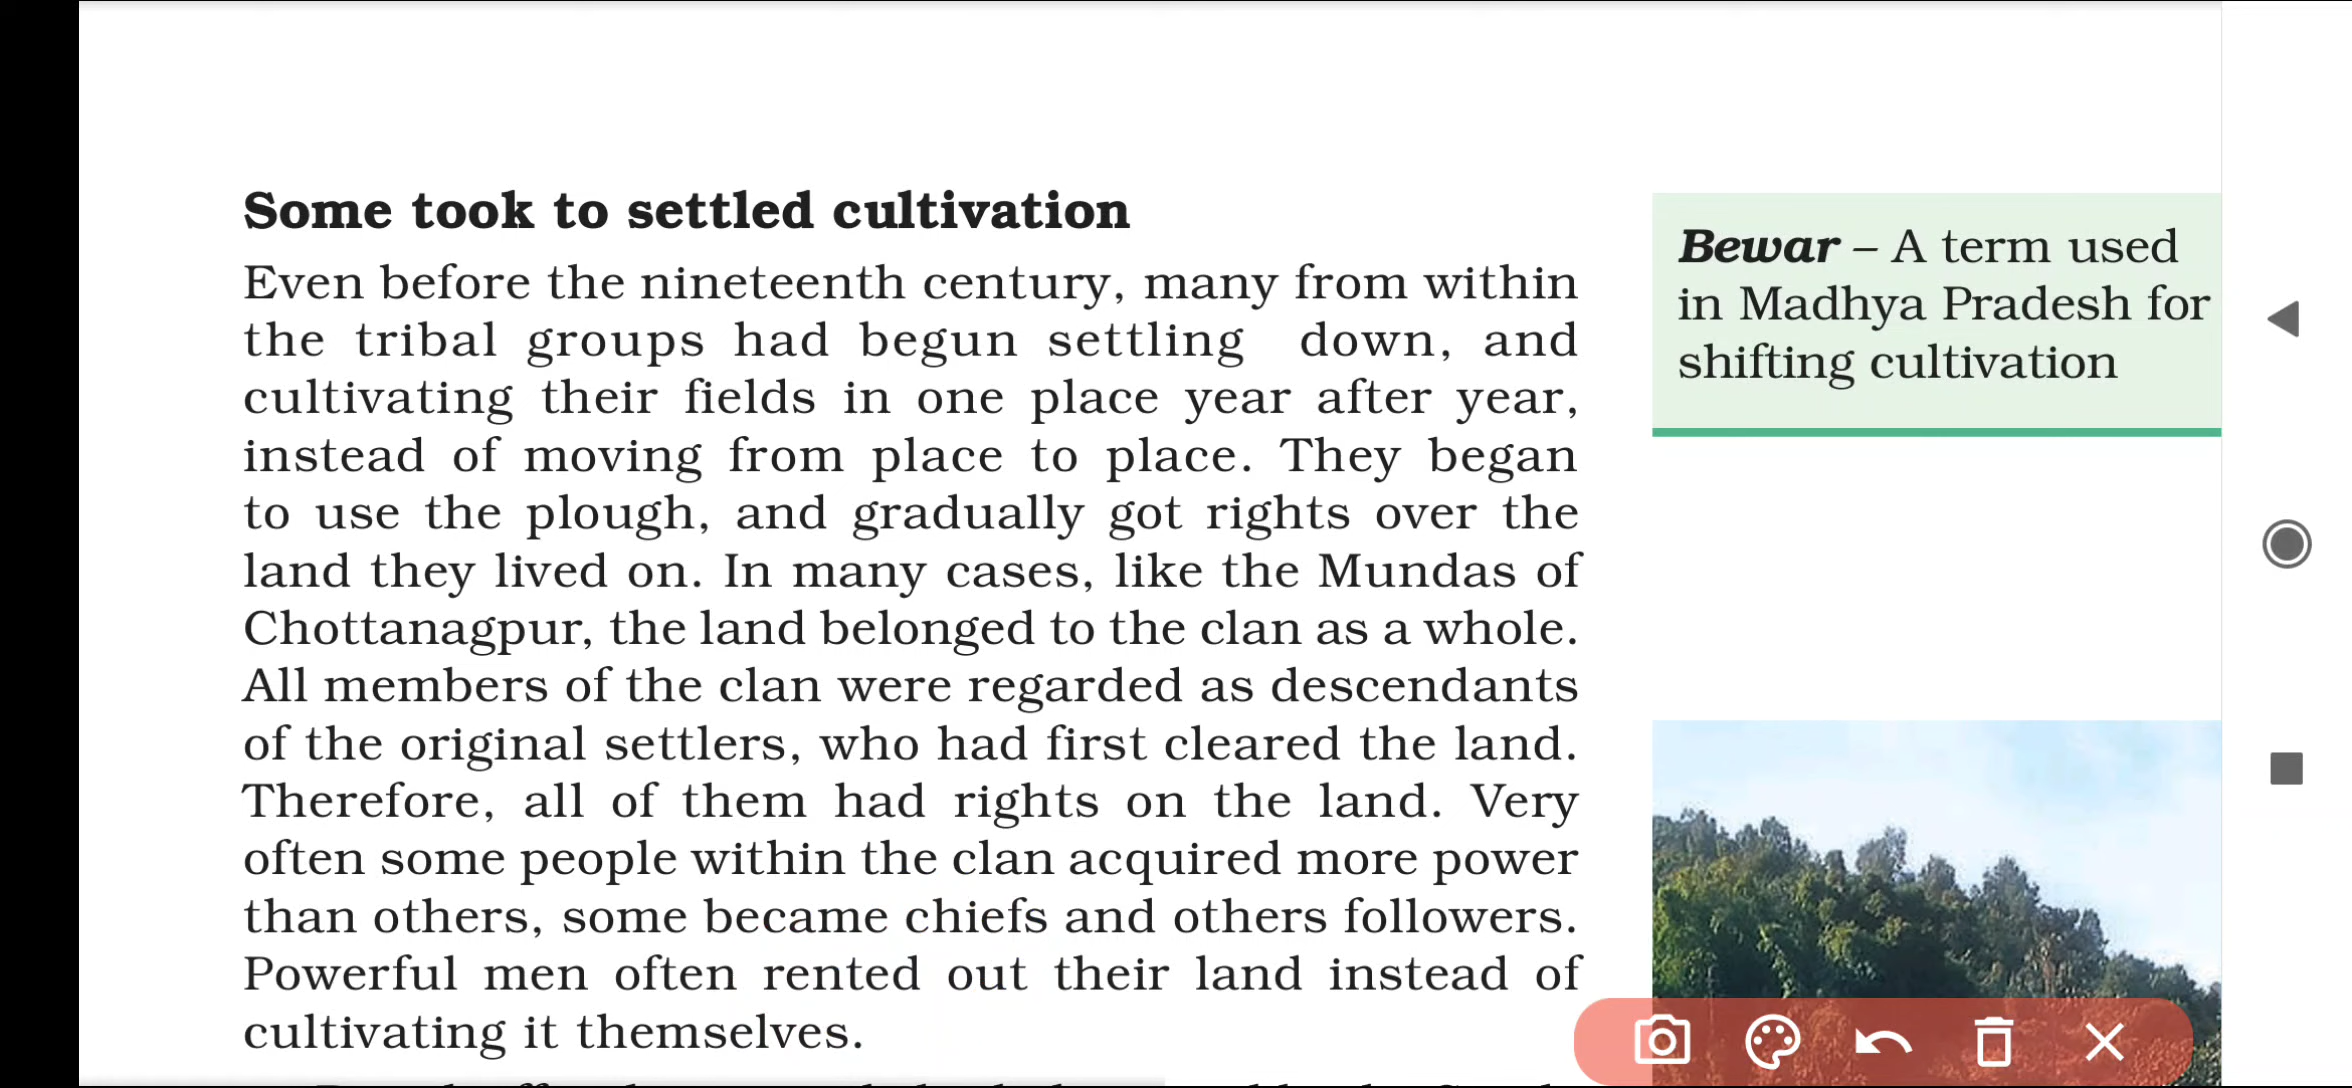 Some took to settled cultivation
Even before the nineteenth century, many from within
the tribal groups had begun settling down, and
cultivating their fields in one place year after year,
instead of moving from place to place. They began
to use the plough, and gradually got rights over the
land they lived on. In many cases, like the Mundas of
Chottanagpur, the land belonged to the clan as a whole.
All members of the clan were regarded as descendants
of the original settlers, who had first cleared the land.
Therefore, all of them had rights on the land. Very
often some people within the clan acquired more power
than others, some became chiefs and others followers.
Powerful men often rented out their land instead of
cultivating it themselves.
Bewar – A term used
in Madhya Pradesh for
shifting cultivation